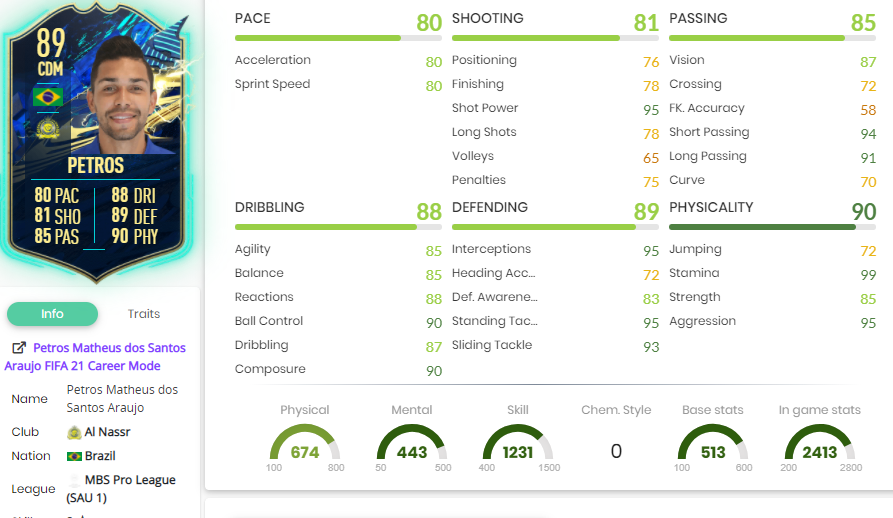 89
CDM
PETROS
80 PAC 88 DRI
81 SHO 89 DEF
85 PAS 90 PHY
Info Traits
Petros Matheus dos Santos
Araujo FIFA 21 Career Mode
Name Petros Matheus dos
Santos Araujo
Club Al Nassr
Nation Brazil
League MBS Pro League
(SAU 1)
PACE 80
Acceleration 80
Sprint Speed 80
SHOOTING 81
Positioning 76
Finishing 78
Shot Power 95
Long Shots 78
Volleys 65
Penalties 75
PASSING 85
Vision 87
Crossing 72
FK. Accuracy 58
Short Passing 94
Long Passing 91
Curve 70
DRIBBLING 88
Agility 85
Balance 85
Reactions 88
Ball Control 90
Dribbling 87
Composure 90
DEFENDING 89
Interceptions 95
Heading Acc... 72
Def. Awarene... 83
Standing Tac... 95
Sliding Tackle 93
PHYSICALITY 90
Jumping 72
Stamina 99
Strength 85
Aggression 95
Physical Mental Skill Chem. Style Base stats In game stats
674 443 1231 0 513 2413
100 800 50 500 400 1500 100 600 200 2800